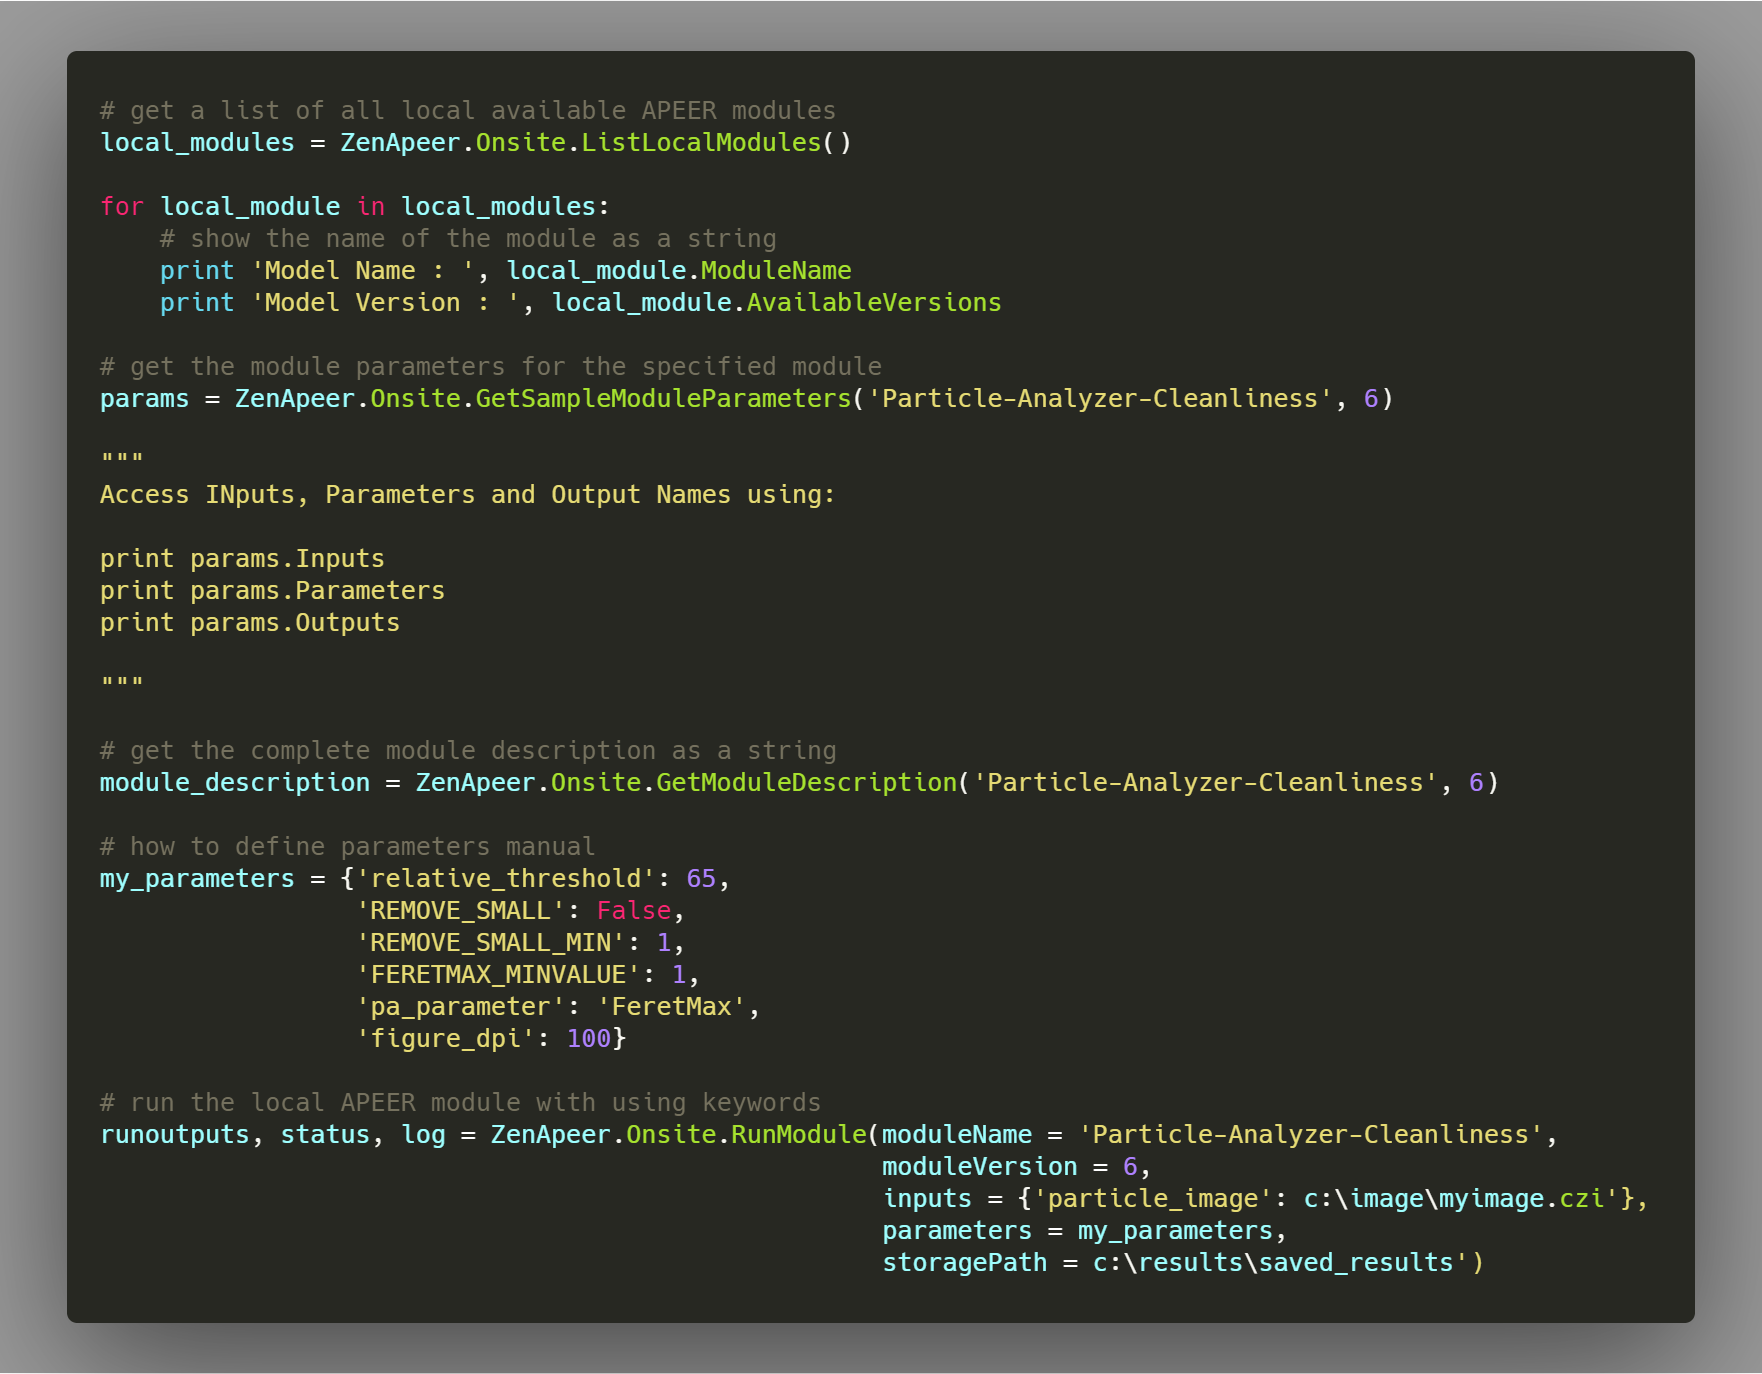 # get a list of all local available APEER modules
local_modules = ZenApeer.Onsite.ListLocalModules()

for local_module in local_modules:
    # show the name of the module as a string
    print 'Model Name : ', local_module.ModuleName
    print 'Model Version : ', local_module.AvailableVersions

# get the module parameters for the specified module
params = ZenApeer.Onsite.GetSampleModuleParameters('Particle-Analyzer-Cleanliness', 6)

"""
Access INputs, Parameters and Output Names using:

print params.Inputs
print params.Parameters
print params.Outputs

"""

# get the complete module description as a string
module_description = ZenApeer.Onsite.GetModuleDescription('Particle-Analyzer-Cleanliness', 6)

# how to define parameters manual
my_parameters = {'relative_threshold': 65,
                 'REMOVE_SMALL': False,
                 'REMOVE_SMALL_MIN': 1,
                 'FERETMAX_MINVALUE': 1,
                 'pa_parameter': 'FeretMax',
                 'figure_dpi': 100}

# run the local APEER module with using keywords
runoutputs, status, log = ZenApeer.Onsite.RunModule(moduleName = 'Particle-Analyzer-Cleanliness',
                                                    moduleVersion = 6,
                                                    inputs = {'particle_image': c:\image\myimage.czi'},
                                                    parameters = my_parameters,
                                                    storagePath = c:\results\saved_results')